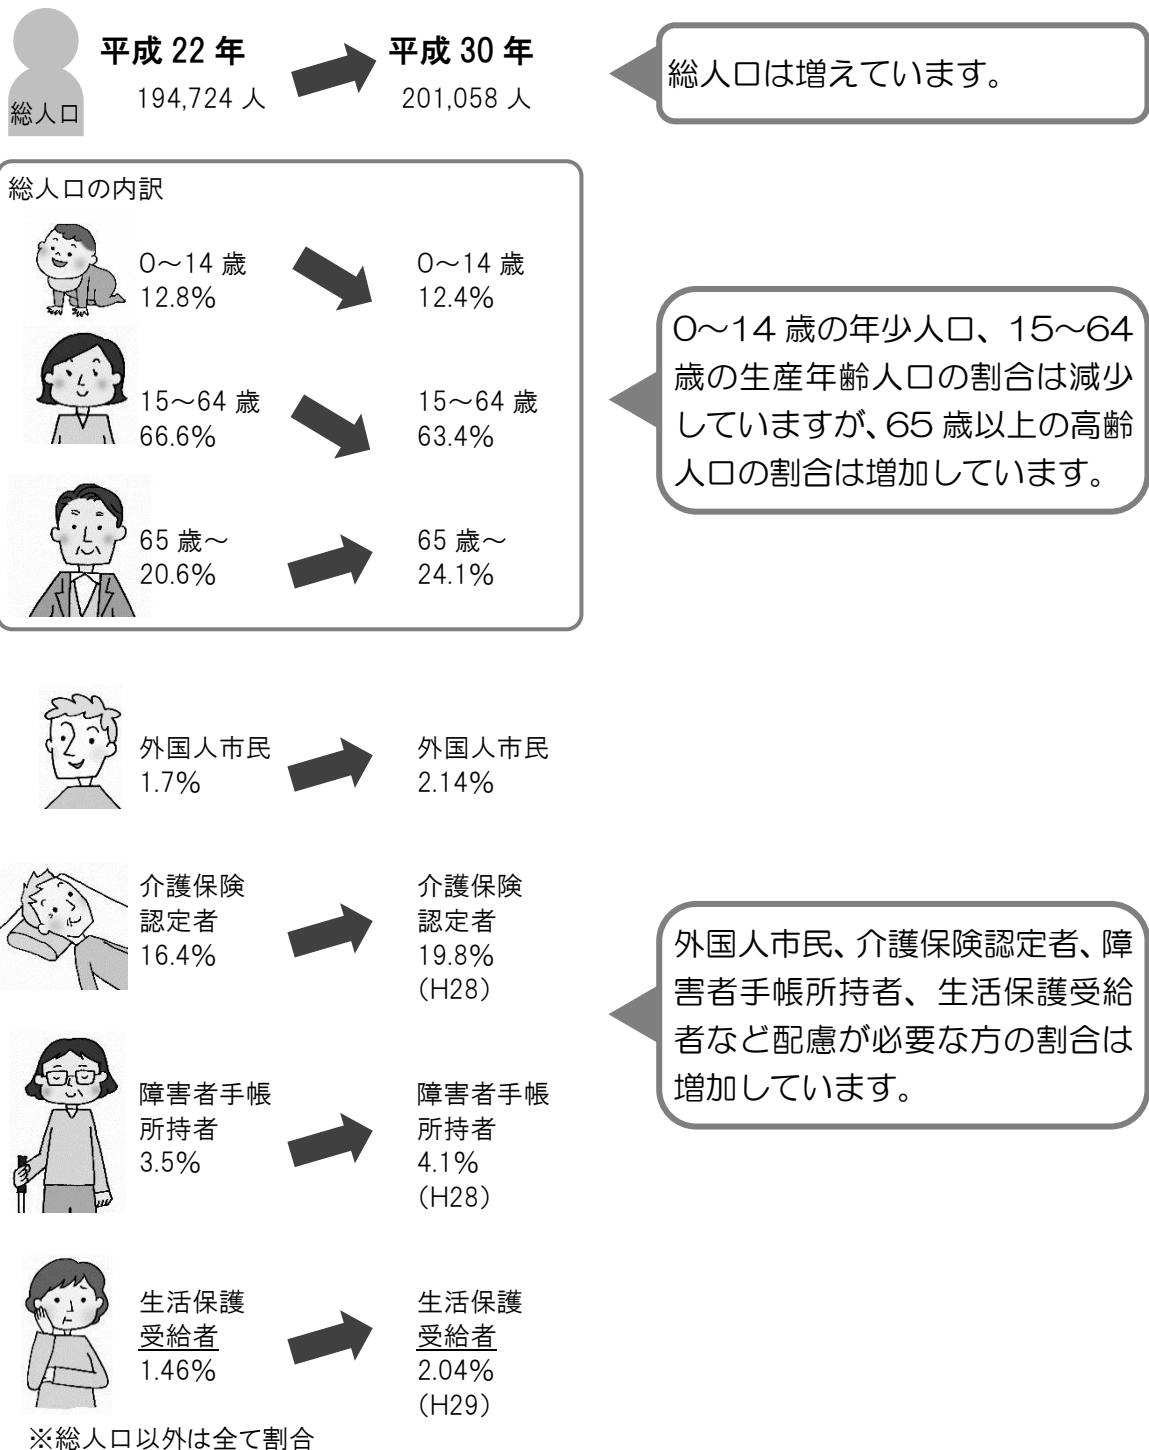 平成 22 年
平成 30 年
総人口
194,724 人
201,058 人
総人口は増えています。
総人口の内訳
0～14 歳
12.8%
0～14 歳
12.4%
15～64 歳
66.6%
15～64 歳
63.4%
65 歳～
20.6%
65 歳～
24.1%
0～14 歳の年少人口、15～64
歳の生産年齢人口の割合は減少
していますが、65 歳以上の高齢
人口の割合は増加しています。
外国人市民
1.7%
外国人市民
2.14%
介護保険
認定者
16.4%
介護保険
認定者
19.8%
（H28）
障害者手帳
所持者
3.5%
障害者手帳
所持者
4.1%
（H28）
生活保護
受給者
1.46%
生活保護
受給者
2.04%
（H29）
外国人市民、介護保険認定者、障
害者手帳所持者、生活保護受給
者など配慮が必要な方の割合は
増加しています。
※総人口以外は全て割合